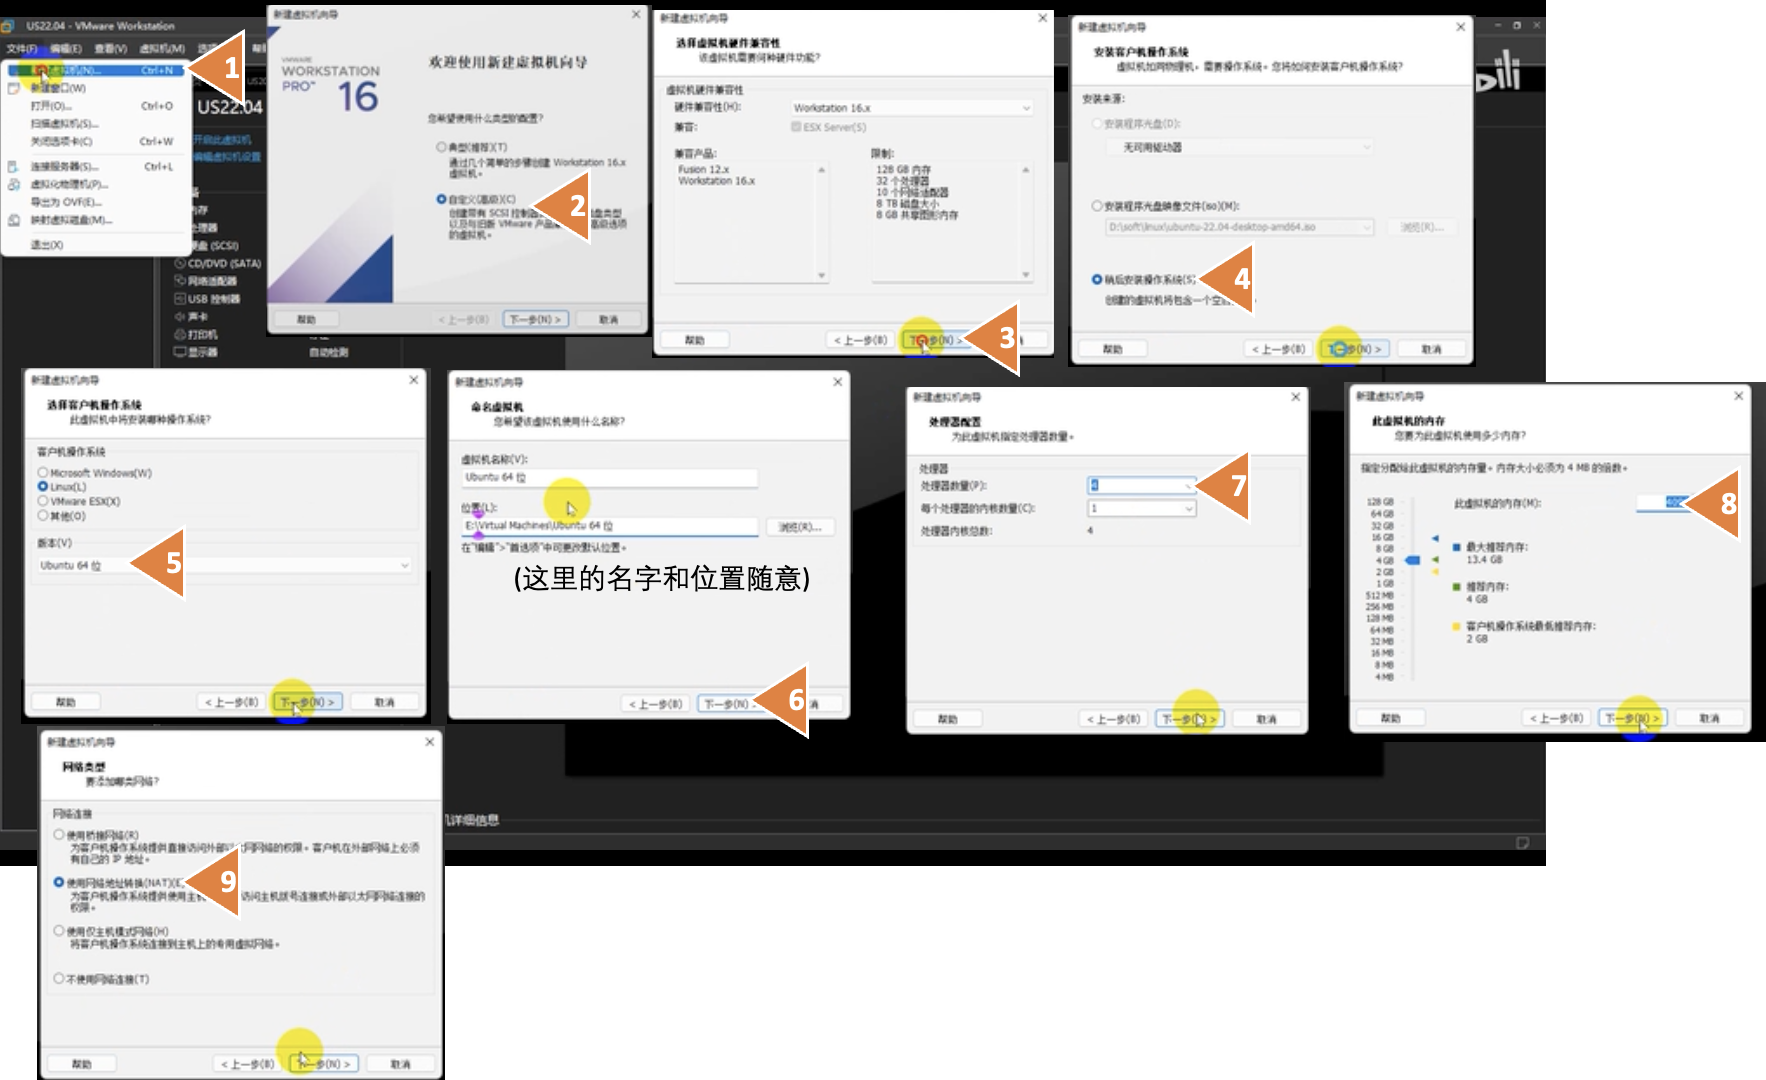 US22.04 - VMware Workstation
文件(F) 编辑(E) 查看(V) 虚拟机(M)
Ctrl+N
1
新建窗口(W)
打开(O)... Ctrl+O
扫描虚拟机(S)...
关闭选项卡(C) Ctrl+W
连接服务器(S)... Ctrl+L
虚拟化物理机(P)...
导出为 OVF(E)...
映射虚拟磁盘(M)...
退出(X)
US22.04
开启此虚拟机
编辑虚拟机设置
(SCSI)
CD/DVD (SATA)
网络适配器
USB 控制器
声卡
打印机
显示器 自动检测
新建虚拟机向导
VMWARE
WORKSTATION
PRO™ 16
欢迎使用新建虚拟机向导
您希望使用什么类型的配置?
典型(推荐)(T)
通过几个简单的步骤创建 Workstation 16.x
虚拟机。
自定义(高级)(C)
创建带有 SCSI 控制器
盘类型
以及与旧版 VMware 产品
高级选项
的虚拟机。
2
帮助 < 上一步(B) 下一步(N) > 取消
新建虚拟机向导
选择虚拟机硬件兼容性
该虚拟机需要何种硬件功能?
虚拟机硬件兼容性
硬件兼容性(H): Workstation 16.x
兼容: ESX Server(S)
兼容产品: 限制:
Fusion 12.x
Workstation 16.x
128 GB 内存
32 个处理器
10 个网络适配器
8 TB 磁盘大小
8 GB 共享图形内存
帮助 < 上一步(B) 下一步(N) >
3
新建虚拟机向导
安装客户机操作系统
虚拟机如同物理机，需要操作系统。您将如何安装客户机操作系统?
安装来源:
安装程序光盘(D):
无可用驱动器
安装程序光盘映像文件(iso)(M):
D:\soft\linux\ubuntu-22.04-desktop-amd64.iso 浏览(R)...
稍后安装操作系统(S)
创建的虚拟机将包含一个空白
4
帮助 < 上一步(B) 下一步(N) > 取消
新建虚拟机向导
选择客户机操作系统
此虚拟机中将安装哪种操作系统?
客户机操作系统
Microsoft Windows(W)
Linux(L)
VMware ESX(X)
其他(O)
版本(V)
Ubuntu 64 位
5
帮助 < 上一步(B) 下一步(N) > 取消
新建虚拟机向导
命名虚拟机
您希望该虚拟机使用什么名称?
虚拟机名称(V):
Ubuntu 64 位
位置(L):
E:\Virtual Machines\Ubuntu 64 位 浏览(R)...
在"编辑">"首选项"中可更改默认位置。
(这里的名字和位置随意)
< 上一步(B) 下一步(N) >
6
新建虚拟机向导
处理器配置
为此虚拟机指定处理器数量。
处理器
处理器数量(P): 4
每个处理器的内核数量(C): 1
处理器内核总数: 4
7
帮助 < 上一步(B) 下一步(N) > 取消
新建虚拟机向导
此虚拟机的内存
您要为此虚拟机使用多少内存?
指定分配给此虚拟机的内存量。内存大小必须为 4 MB 的倍数。
128 GB
64 GB
32 GB
16 GB
8 GB
4 GB
2 GB
1 GB
512 MB
256 MB
128 MB
64 MB
32 MB
16 MB
8 MB
4 MB
此虚拟机的内存(M):
8
最大推荐内存:
13.4 GB
推荐内存:
4 GB
客户机操作系统最低推荐内存:
2 GB
帮助 < 上一步(B) 下一步(N) > 取消
新建虚拟机向导
网络类型
要添加哪类网络?
网络连接
使用桥接网络(R)
为客户机操作系统提供直接访问外部以太网网络的权限。客户机在外部网络上必须
有自己的 IP 地址。
使用网络地址转换(NAT)(E)
为客户机操作系统提供使用主机
访问主机拨号连接或外部以太网网络连接的
权限。
9
使用仅主机模式网络(H)
将客户机操作系统连接到主机上的专用虚拟网络。
不使用网络连接(T)
帮助 < 上一步(B) 下一步(N) > 取消
机详细信息